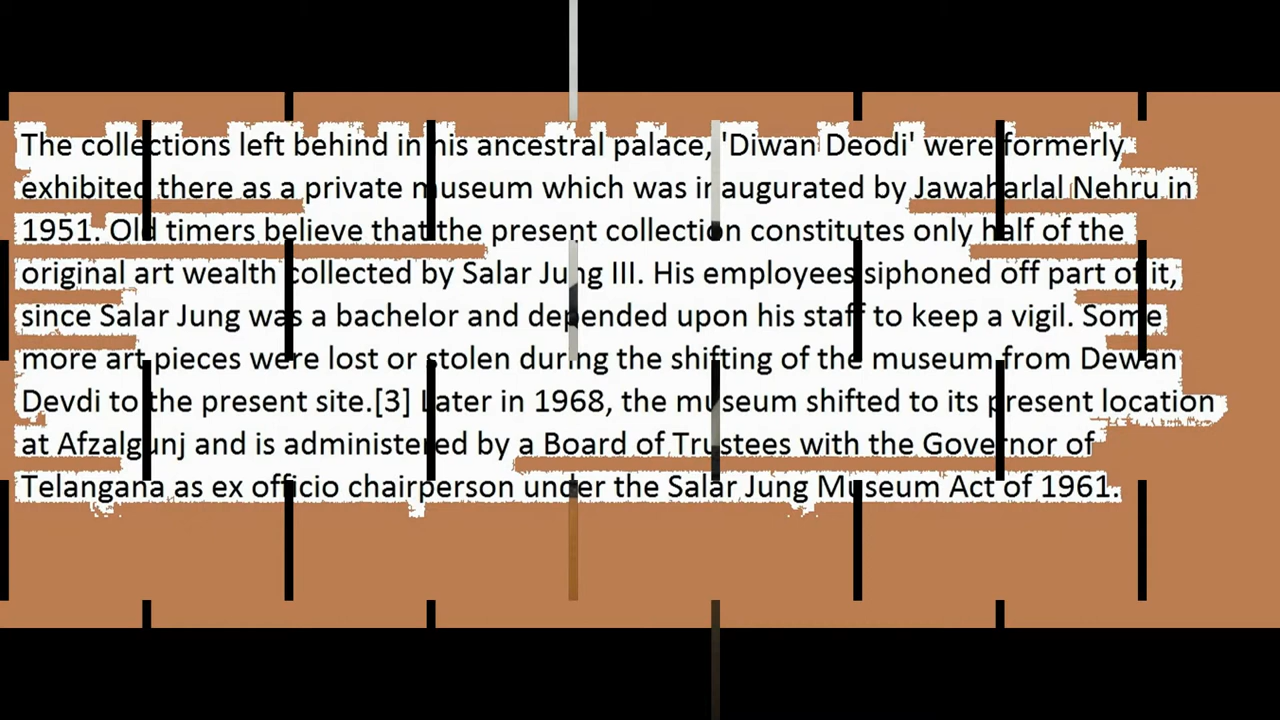 The collections left behind in his ancestral palace, 'Diwan Deodi' were formerly
exhibited there as a private museum which was inaugurated by Jawaharlal Nehru in
1951. Old timers believe that the present collection constitutes only half of the
original art wealth collected by Salar Jung III. His employees siphoned off part of it,
since Salar Jung was a bachelor and depended upon his staff to keep a vigil. Some
more art pieces were lost or stolen during the shifting of the museum from Dewan
Devdi to the present site.[3] Later in 1968, the museum shifted to its present location
at Afzalgunj and is administered by a Board of Trustees with the Governor of
Telangana as ex officio chairperson under the Salar Jung Museum Act of 1961.